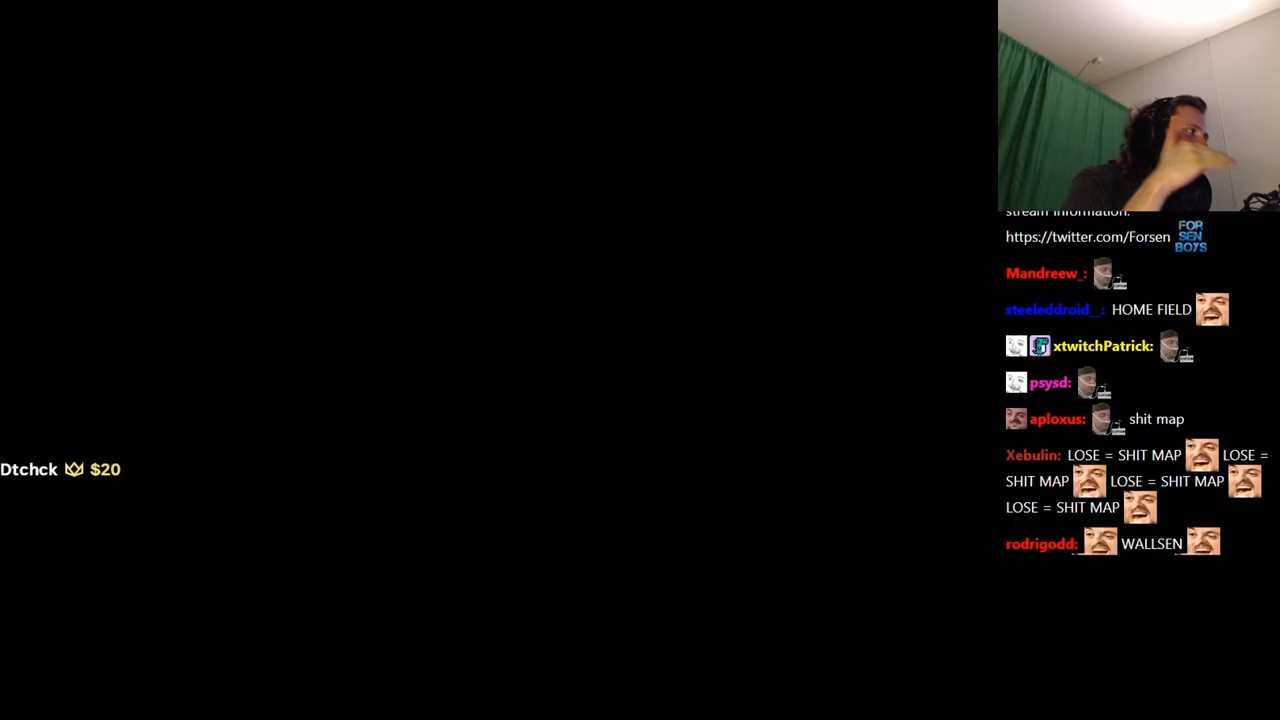 stream information.
https://twitter.com/Forsen FOR
SEN
BOYS
Mandreew_:
steeleddroid__: HOME FIELD
xtwitchPatrick:
psysd:
aploxus: shit map
Xebulin: LOSE = SHIT MAP LOSE =
SHIT MAP LOSE = SHIT MAP
LOSE = SHIT MAP
Dtchck $20
rodrigodd: WALLSEN